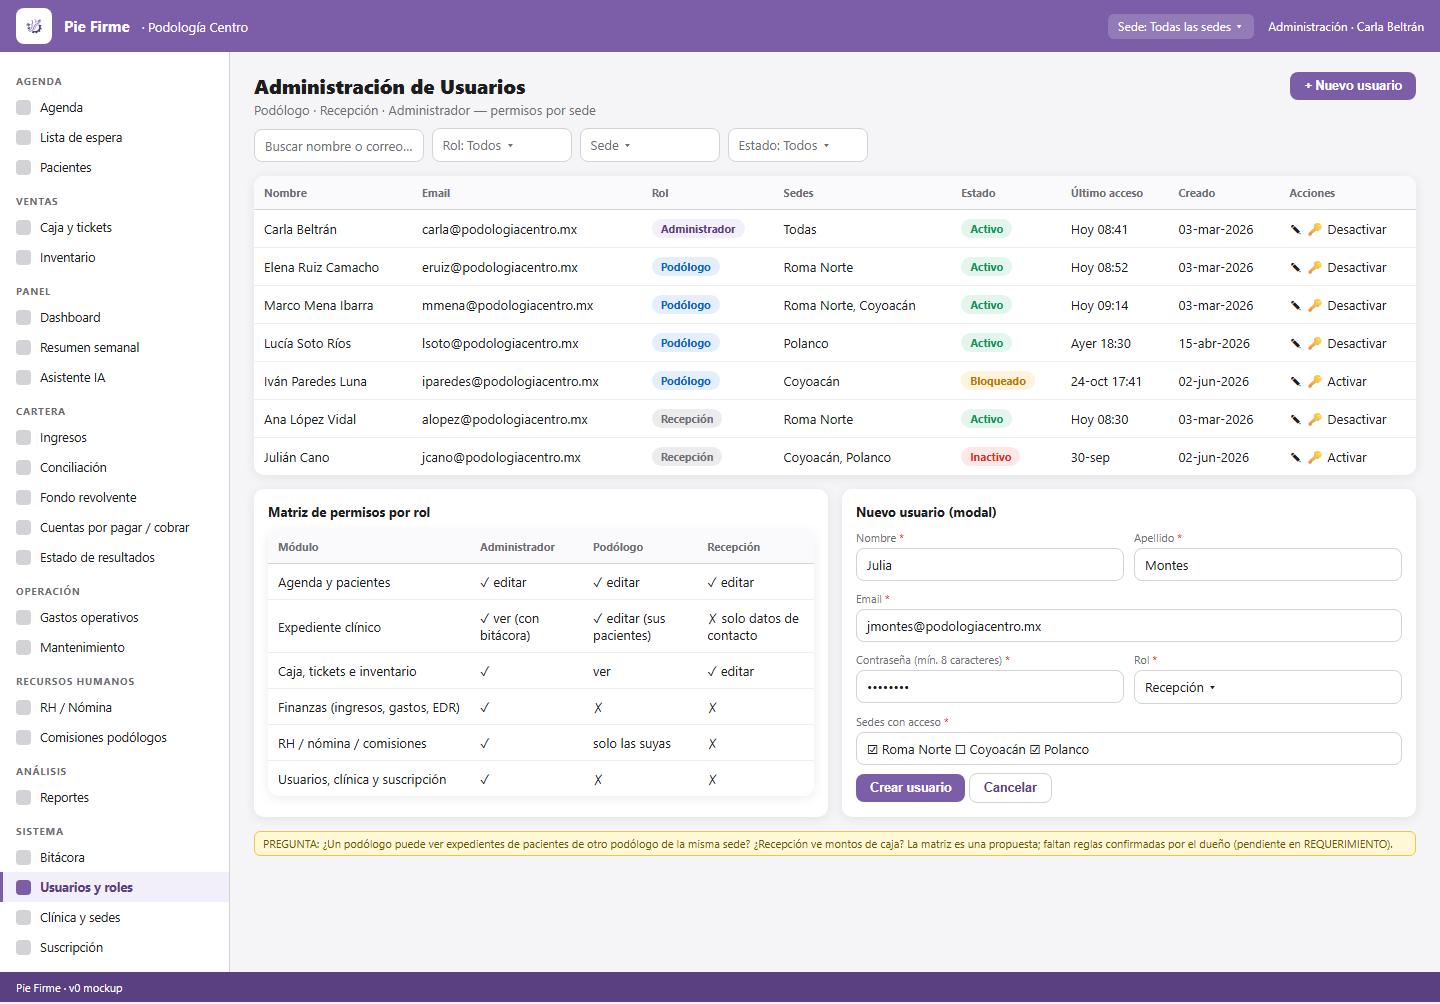 Pie Firme · Podología Centro
Sede: Todas las sedes ▾
Administración · Carla Beltrán
AGENDA
Agenda
Lista de espera
Pacientes
VENTAS
Caja y tickets
Inventario
PANEL
Dashboard
Resumen semanal
Asistente IA
CARTERA
Ingresos
Conciliación
Fondo revolvente
Cuentas por pagar / cobrar
Estado de resultados
OPERACIÓN
Gastos operativos
Mantenimiento
RECURSOS HUMANOS
RH / Nómina
Comisiones podólogos
ANÁLISIS
Reportes
SISTEMA
Bitácora
Usuarios y roles
Clínica y sedes
Suscripción
Administración de Usuarios
+ Nuevo usuario
Podólogo · Recepción · Administrador — permisos por sede
Buscar nombre o correo... Rol: Todos ▾ Sede ▾ Estado: Todos ▾
Nombre Email Rol Sedes Estado Último acceso Creado Acciones
Carla Beltrán carla@podologiacentro.mx Administrador Todas Activo Hoy 08:41 03-mar-2026 ✏ 🔑 Desactivar
Elena Ruiz Camacho eruiz@podologiacentro.mx Podólogo Roma Norte Activo Hoy 08:52 03-mar-2026 ✏ 🔑 Desactivar
Marco Mena Ibarra mmena@podologiacentro.mx Podólogo Roma Norte, Coyoacán Activo Hoy 09:14 03-mar-2026 ✏ 🔑 Desactivar
Lucía Soto Ríos lsoto@podologiacentro.mx Podólogo Polanco Activo Ayer 18:30 15-abr-2026 ✏ 🔑 Desactivar
Iván Paredes Luna iparedes@podologiacentro.mx Podólogo Coyoacán Bloqueado 24-oct 17:41 02-jun-2026 ✏ 🔑 Activar
Ana López Vidal alopez@podologiacentro.mx Recepción Roma Norte Activo Hoy 08:30 03-mar-2026 ✏ 🔑 Desactivar
Julián Cano jcano@podologiacentro.mx Recepción Coyoacán, Polanco Inactivo 30-sep 02-jun-2026 ✏ 🔑 Activar
Matriz de permisos por rol
Módulo Administrador Podólogo Recepción
Agenda y pacientes ✓ editar ✓ editar ✓ editar
Expediente clínico ✓ ver (con bitácora) ✓ editar (sus pacientes) ✗ solo datos de contacto
Caja, tickets e inventario ✓ ver ✓ editar
Finanzas (ingresos, gastos, EDR) ✓ ✗ ✗
RH / nómina / comisiones ✓ solo las suyas ✗
Usuarios, clínica y suscripción ✓ ✗ ✗
Nuevo usuario (modal)
Nombre * Apellido *
Julia Montes
Email *
jmontes@podologiacentro.mx
Contraseña (mín. 8 caracteres) * Rol *
•••••••• Recepción ▾
Sedes con acceso *
☑ Roma Norte ☐ Coyoacán ☑ Polanco
Crear usuario Cancelar
PREGUNTA: ¿Un podólogo puede ver expedientes de pacientes de otro podólogo de la misma sede? ¿Recepción ve montos de caja? La matriz es una propuesta; faltan reglas confirmadas por el dueño (pendiente en REQUERIMIENTO).
Pie Firme · v0 mockup